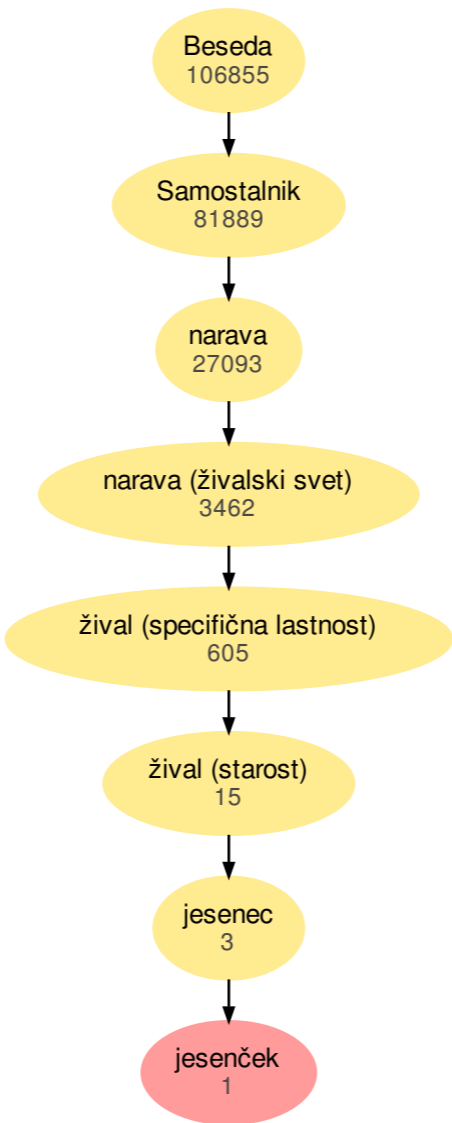 Beseda
106855
Samostalnik
81889
narava
27093
narava (živalski svet)
3462
žival (specifična lastnost)
605
žival (starost)
15
jesenec
3
jesenček
1